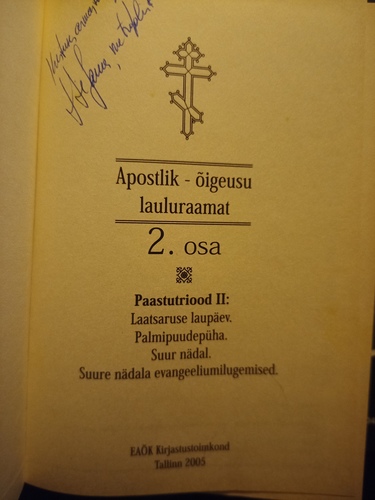 Apostlik - õigeusu
lauluraamat
2. osa
Paastutriood II:
Laatsaruse laupäev.
Palmipuudepüha.
Suur nädal.
Suure nädala evangeeliumilugemised.
EAÕK Kirjastustoimkond
Tallinn 2005